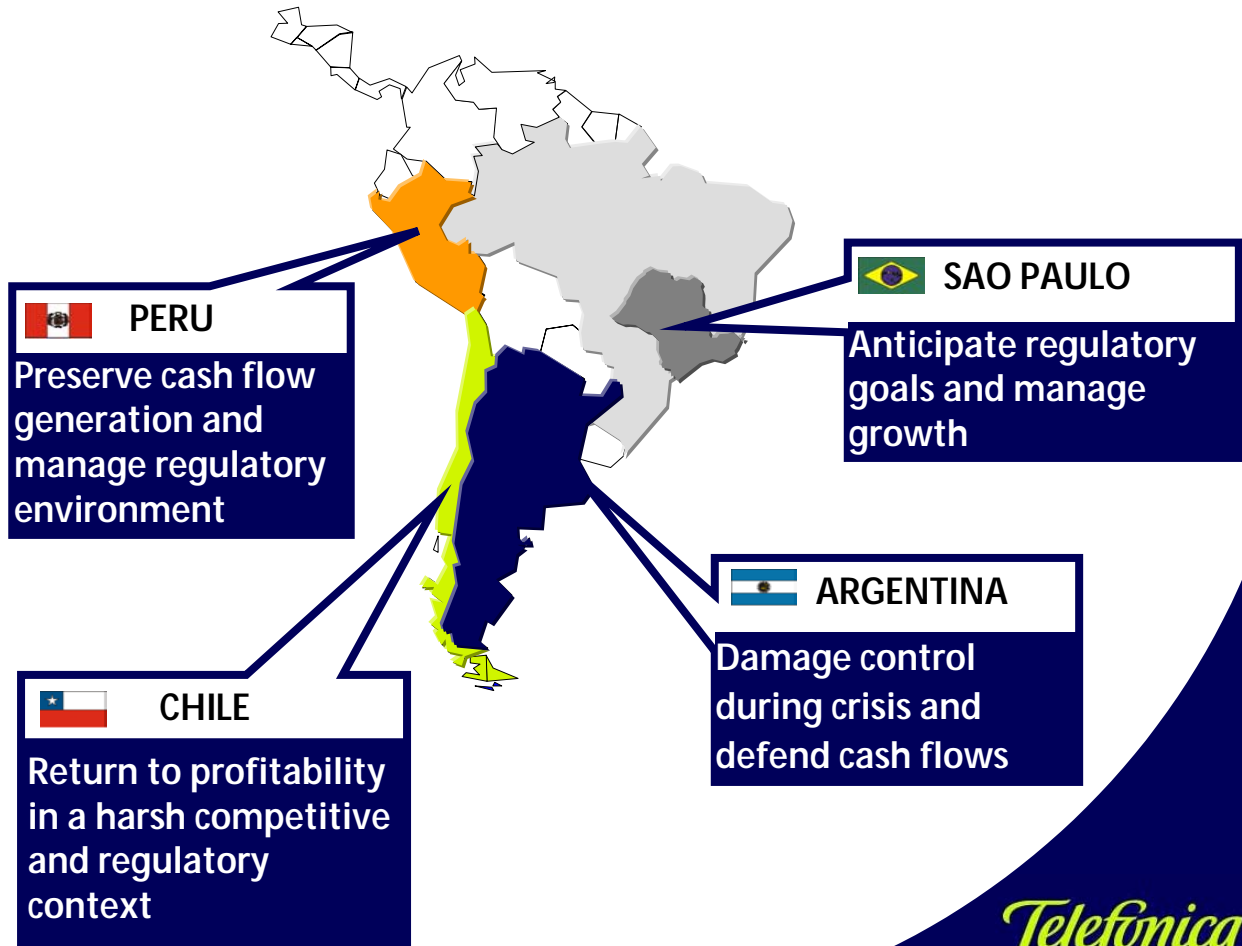 PERU
Preserve cash flow
generation and
manage regulatory
environment
SAO PAULO
Anticipate regulatory
goals and manage
growth
CHILE
Return to profitability
in a harsh competitive
and regulatory
context
ARGENTINA
Damage control
during crisis and
defend cash flows
Telefónica